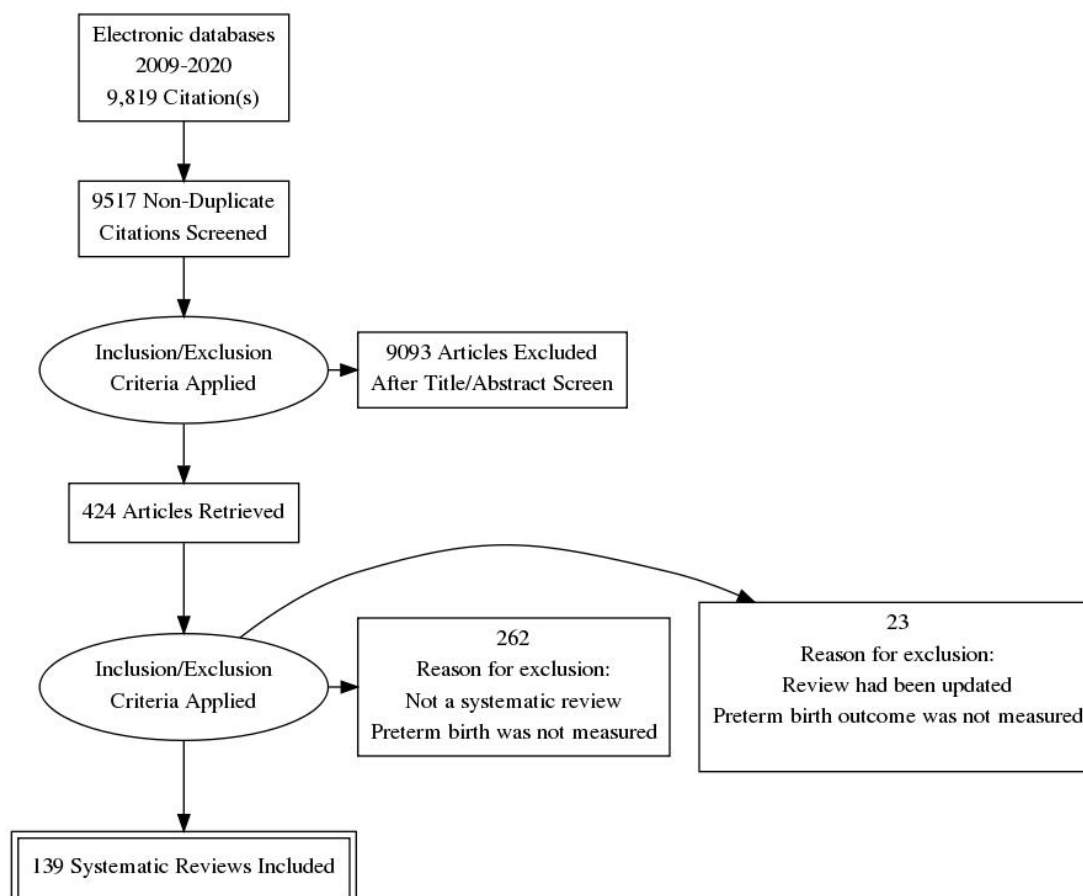 Electronic databases
2009-2020
9,819 Citation(s)
9517 Non-Duplicate
Citations Screened
Inclusion/Exclusion
Criteria Applied
9093 Articles Excluded
After Title/Abstract Screen
424 Articles Retrieved
Inclusion/Exclusion
Criteria Applied
262
Reason for exclusion:
Not a systematic review
Preterm birth was not measured
23
Reason for exclusion:
Review had been updated
Preterm birth outcome was not measured
139 Systematic Reviews Included